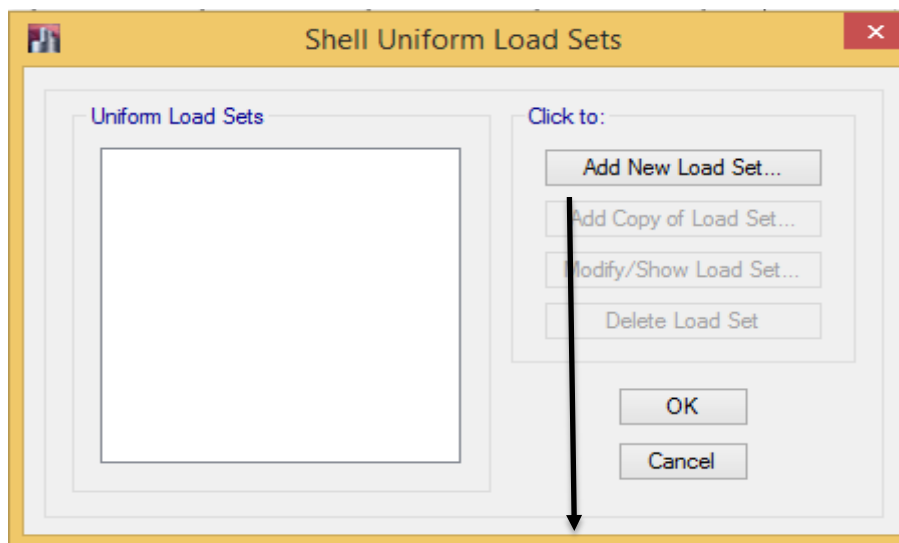 Shell Uniform Load Sets
Uniform Load Sets
Click to:
Add New Load Set...
Add Copy of Load Set...
Modify/Show Load Set...
Delete Load Set
OK
Cancel